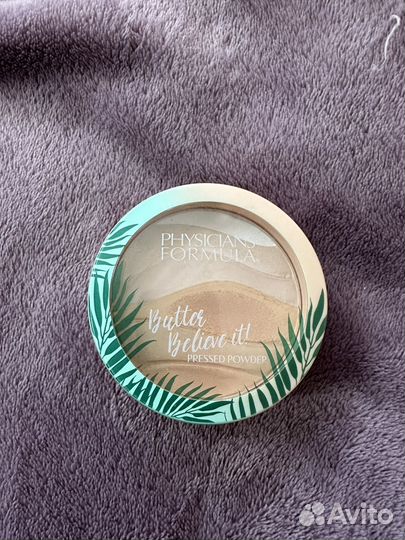 PHYSICIANS
FORMULA
Butter
Believe it!
PRESSED POWDER
Avito